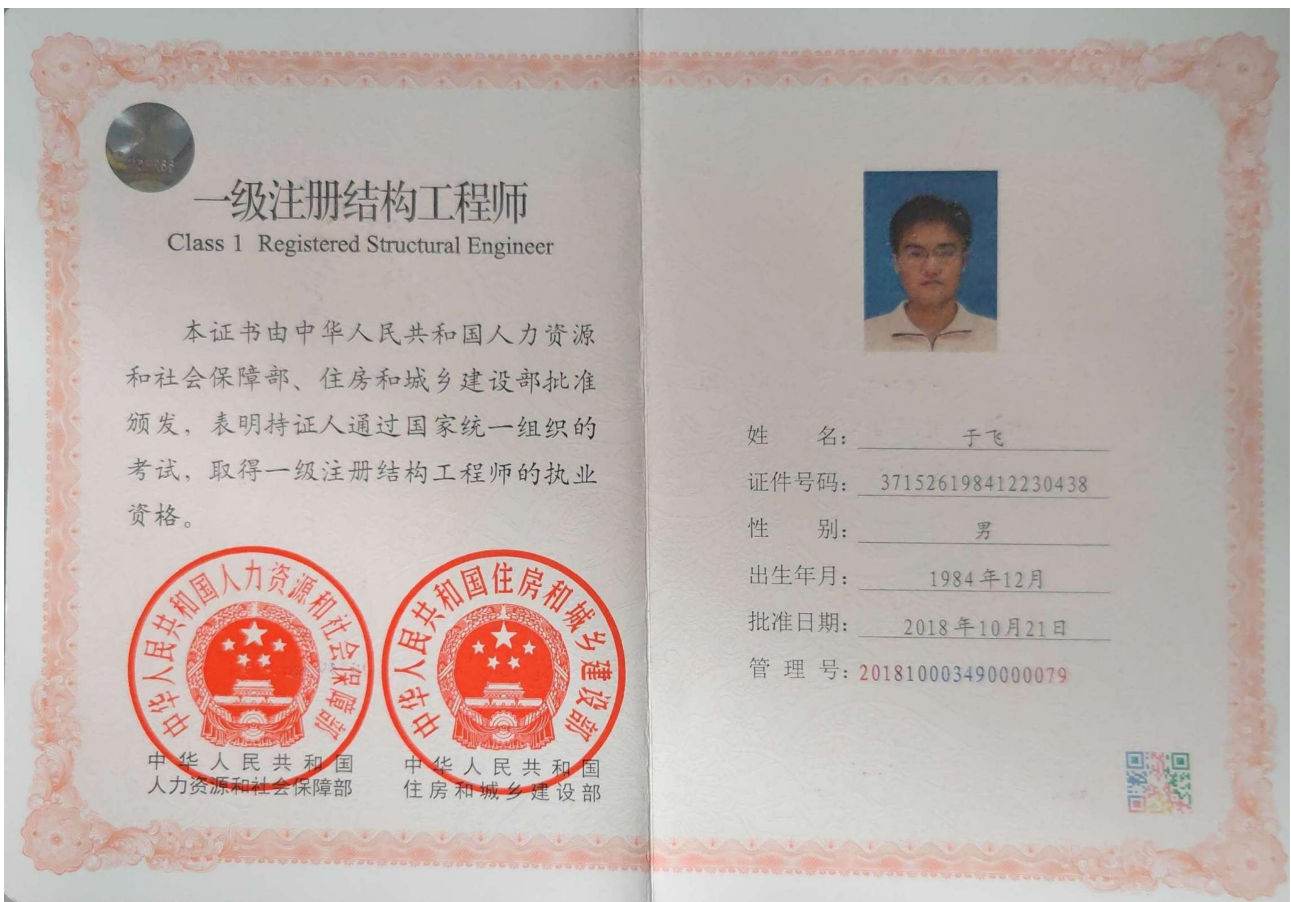 一级注册结构工程师
Class 1 Registered Structural Engineer
本证书由中华人民共和国人力资源
和社会保障部、住房和城乡建设部批准
颁发，表明持证人通过国家统一组织的
考试，取得一级注册结构工程师的执业
资格。
中华人民共和国人力资源和社会保障部
中华人民共和国住房和城乡建设部
中华人民共和国
人力资源和社会保障部
中华人民共和国
住房和城乡建设部
姓 名： 于飞
证件号码： 371526198412230438
性 别： 男
出生年月： 1984年12月
批准日期： 2018年10月21日
管 理 号：201810003490000079